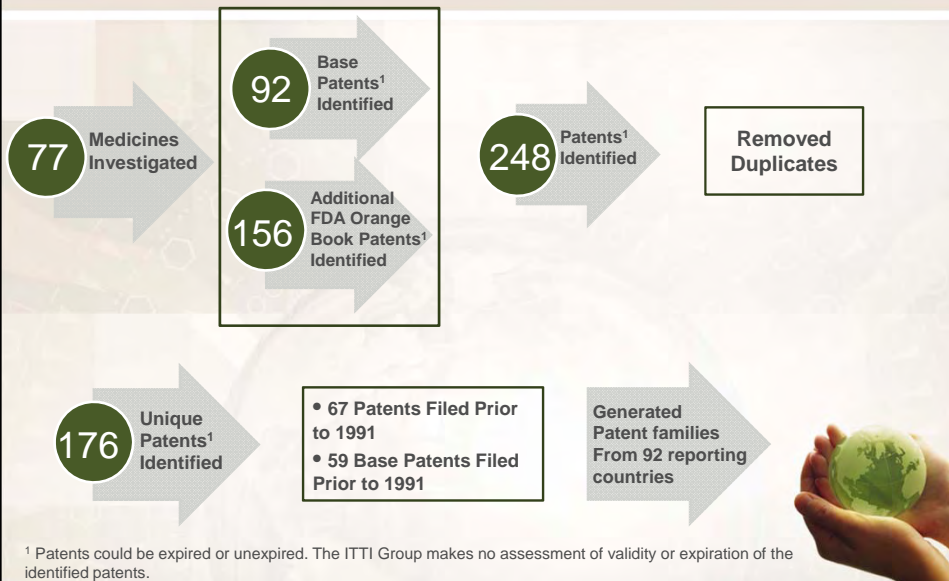 77
Medicines
Investigated
92
Base
Patents¹
Identified
156
Additional
FDA Orange
Book Patents¹
Identified
248
Patents¹
Identified
Removed
Duplicates
176
Unique
Patents¹
Identified
• 67 Patents Filed Prior
to 1991
• 59 Base Patents Filed
Prior to 1991
Generated
Patent families
From 92 reporting
countries
¹ Patents could be expired or unexpired. The ITTI Group makes no assessment of validity or expiration of the
identified patents.